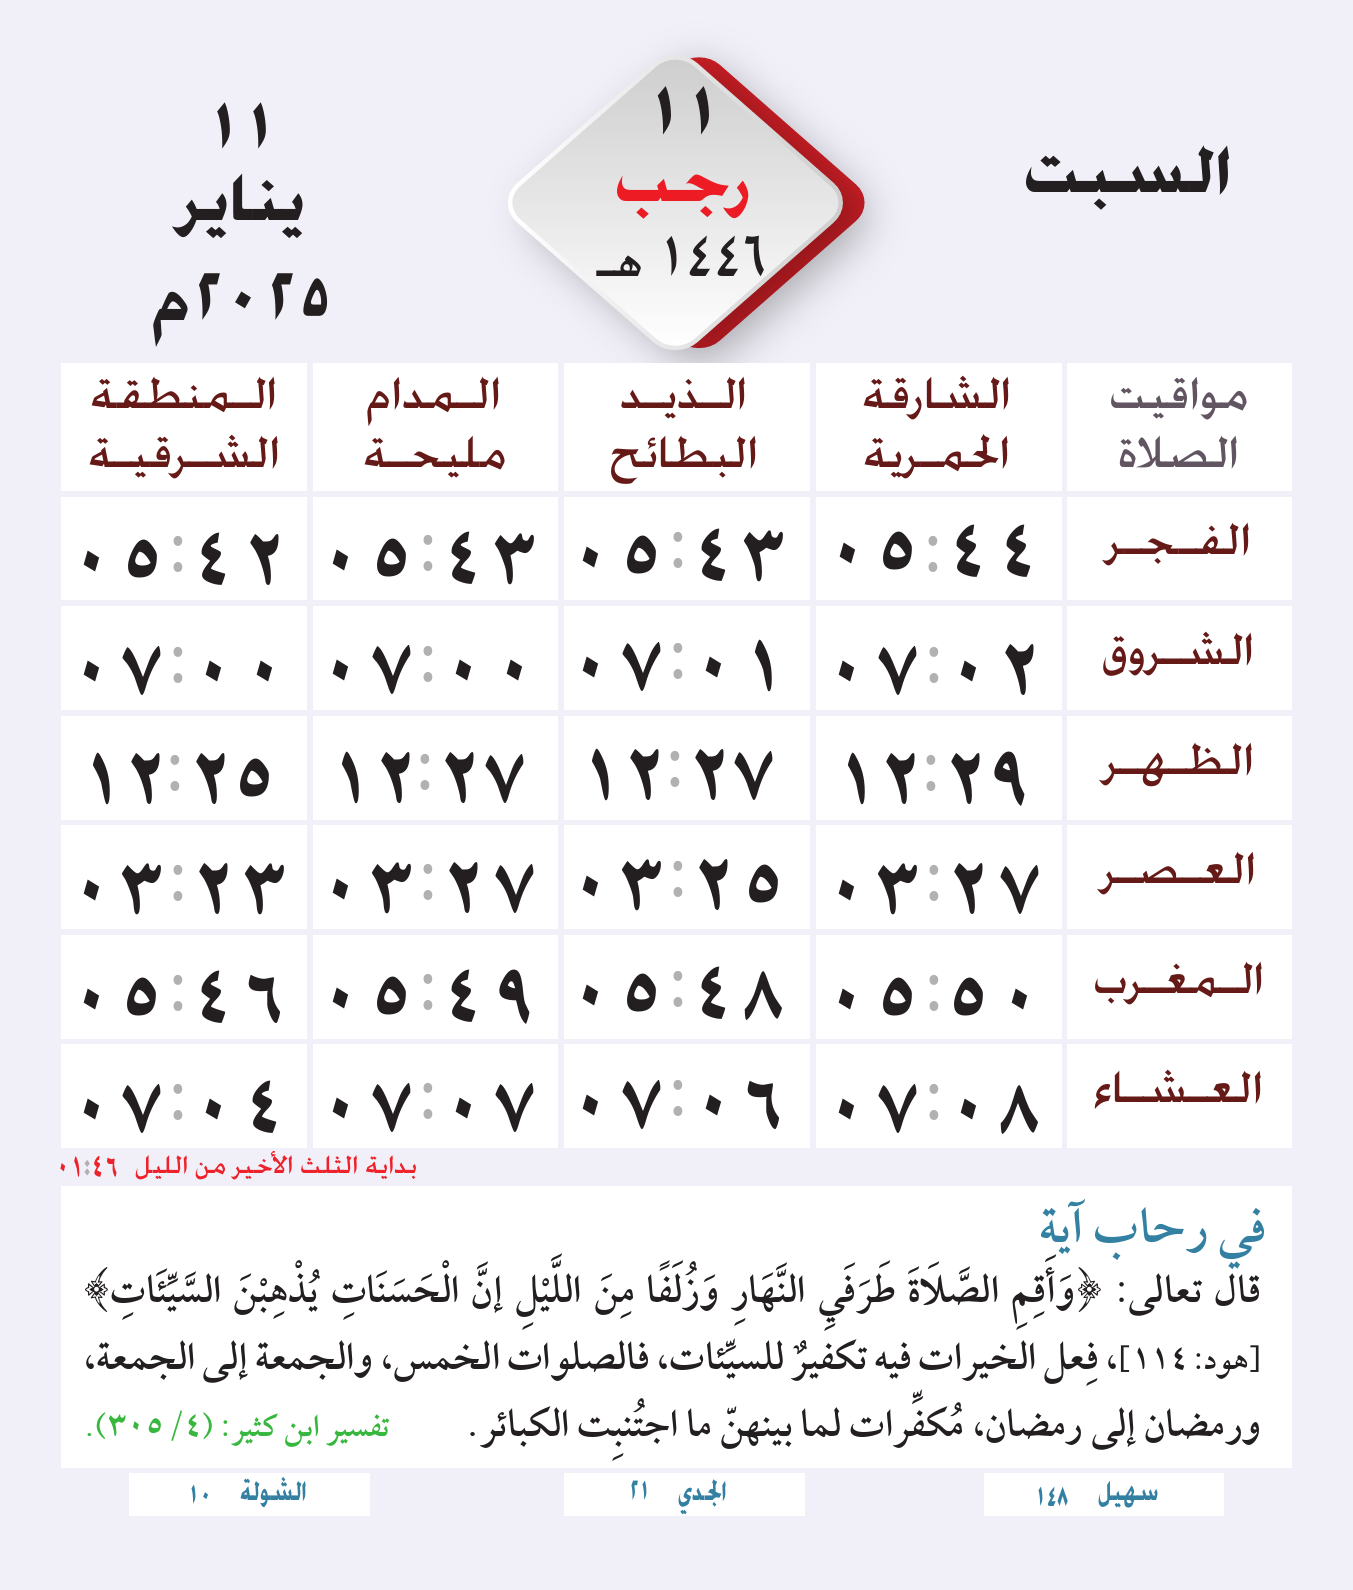 السبت
١١
رجب
١٤٤٦ هـ
١١
يناير
٢٠٢٥م
مواقيت الصلاة
الشارقة الحمرية
الذيد البطائح
المدام مليحة
المنطقة الشرقية
الفجر ٠٥:٤٤ ٠٥:٤٣ ٠٥:٤٣ ٠٥:٤٢
الشروق ٠٧:٠٢ ٠٧:٠١ ٠٧:٠٠ ٠٧:٠٠
الظهر ١٢:٢٩ ١٢:٢٧ ١٢:٢٧ ١٢:٢٥
العصر ٠٣:٢٧ ٠٣:٢٥ ٠٣:٢٧ ٠٣:٢٣
المغرب ٠٥:٥٠ ٠٥:٤٨ ٠٥:٤٩ ٠٥:٤٦
العشاء ٠٧:٠٨ ٠٧:٠٦ ٠٧:٠٧ ٠٧:٠٤
بداية الثلث الأخير من الليل ٠١:٤٦
في رحاب آية
قال تعالى: ﴿وَأَقِمِ الصَّلَاةَ طَرَفَيِ النَّهَارِ وَزُلَفًا مِنَ اللَّيْلِ إنَّ الْحَسَنَاتِ يُذْهِبْنَ السَّيِّئَاتِ﴾
[هود: ١١٤]، فِعل الخيرات فيه تكفيرٌ للسيِّئات، فالصلوات الخمس، والجمعة إلى الجمعة،
ورمضان إلى رمضان، مُكفِّرات لما بينهنّ ما اجتُنبِت الكبائر. تفسير ابن كثير: (٤/ ٣٠٥).
سهيل ١٤٨
الجدي ٢١
الشولة ١٠